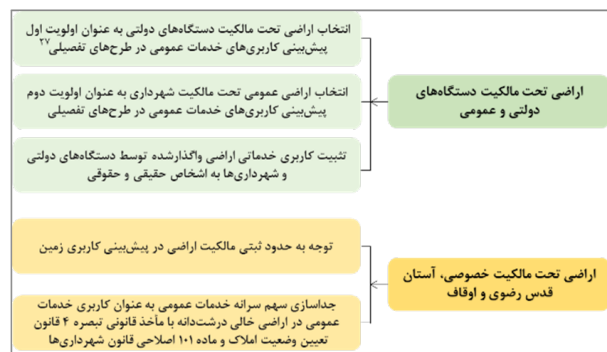 اراضی تحت مالکیت دستگاه‌های
دولتی و عمومی
انتخاب اراضی تحت مالکیت دستگاه‌های دولتی به عنوان اولویت اول
پیش‌بینی کاربری‌های خدمات عمومی در طرح‌های تفصیلی۲۷
انتخاب اراضی عمومی تحت مالکیت شهرداری به عنوان اولویت دوم
پیش‌بینی کاربری‌های خدمات عمومی در طرح‌های تفصیلی
تثبیت کاربری خدماتی اراضی واگذارشده توسط دستگاه‌های دولتی
و شهرداری‌ها به اشخاص حقیقی و حقوقی
اراضی تحت مالکیت خصوصی، آستان
قدس رضوی و اوقاف
توجه به حدود ثبتی مالکیت اراضی در پیش‌بینی کاربری زمین
جداسازی سهم سرانه خدمات عمومی به عنوان کاربری خدمات
عمومی در اراضی خالی درشت‌دانه با مأخذ قانونی تبصره ۴ قانون
تعیین وضعیت املاک و ماده ۱۰۱ اصلاحی قانون شهرداری‌ها